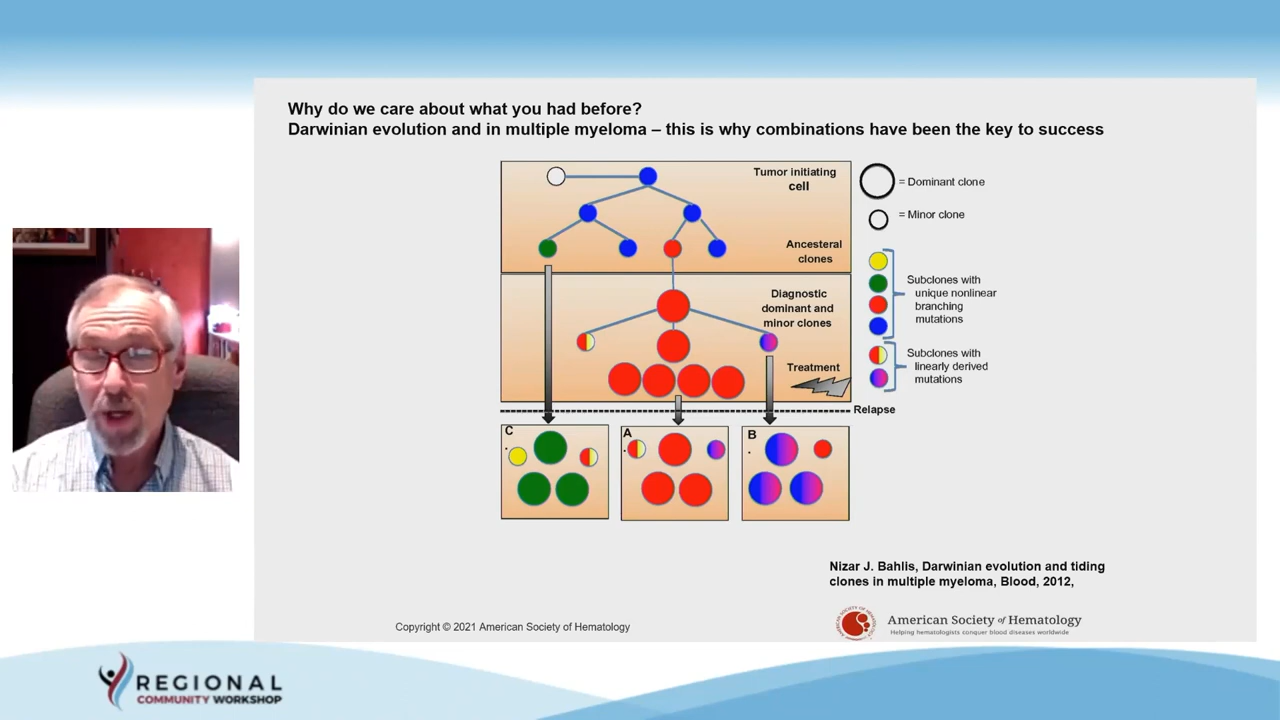 Why do we care about what you had before?
Darwinian evolution and in multiple myeloma – this is why combinations have been the key to success
Tumor initiating
cell
Ancesteral
clones
Diagnostic
dominant and
minor clones
Treatment
Relapse
= Dominant clone
= Minor clone
Subclones with
unique nonlinear
branching
mutations
Subclones with
linearly derived
mutations
C
.
A
.
B
.
Nizar J. Bahlis, Darwinian evolution and tiding
clones in multiple myeloma, Blood, 2012,
Copyright © 2021 American Society of Hematology
AMERICAN SOCIETY OF HEMATOLOGY
American Society of Hematology
Helping hematologists conquer blood diseases worldwide
REGIONAL
COMMUNITY WORKSHOP